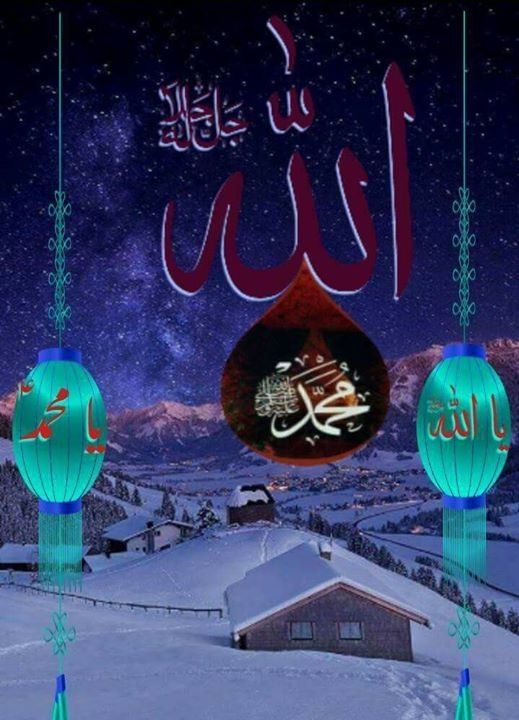 الله
جل جلاله
محمد
صلى الله عليه وسلم
يا الله
يا محمد